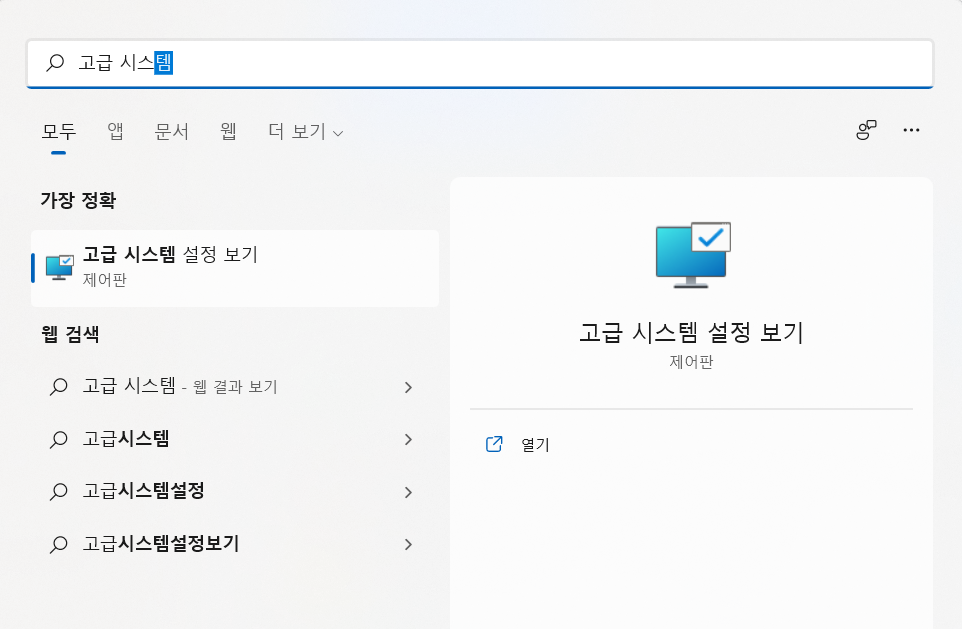 고급 시스템
모두 앱 문서 웹 더 보기
가장 정확
고급 시스템 설정 보기
제어판
웹 검색
고급 시스템 - 웹 결과 보기
고급시스템
고급시스템설정
고급시스템설정보기
고급 시스템 설정 보기
제어판
열기